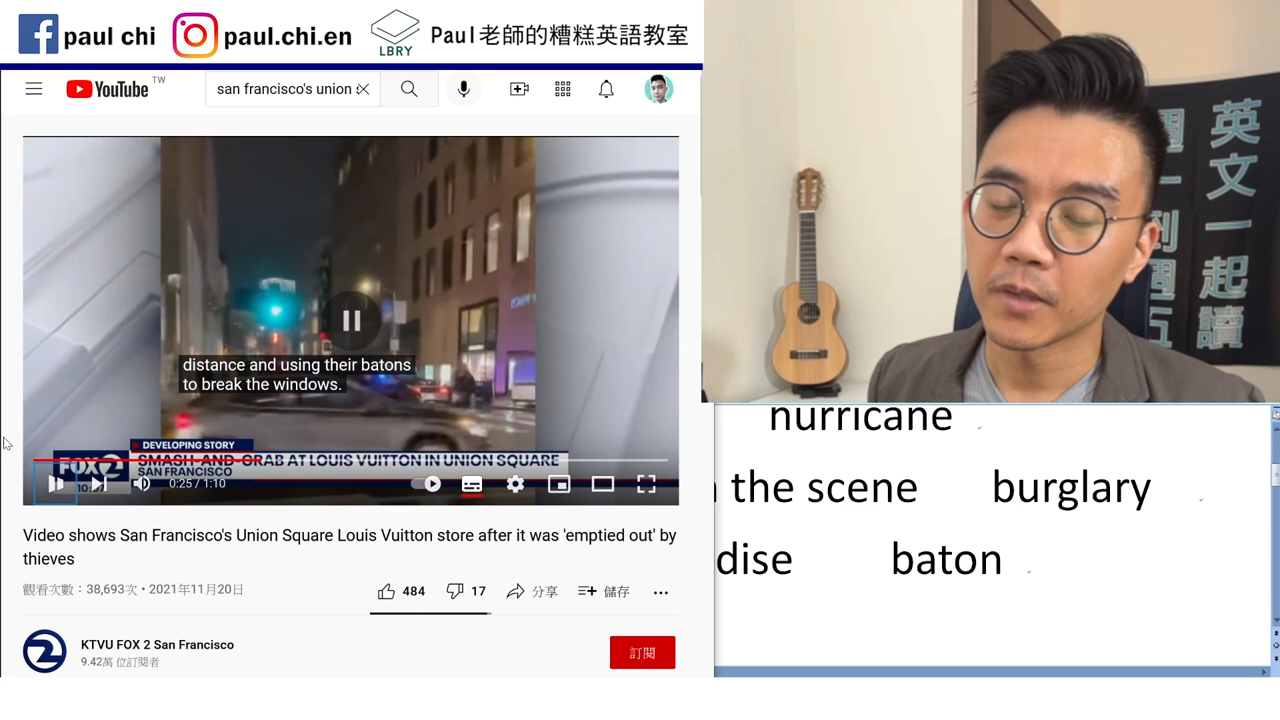 paul chi
paul.chi.en
LBRY
Paul老師的糟糕英語教室
YouTube TW
san francisco's union
distance and using their batons
to break the windows.
DEVELOPING STORY
FOX 2
SMASH-AND-GRAB AT LOUIS VUITTON IN UNION SQUARE
SAN FRANCISCO
0:25 / 1:10
Video shows San Francisco's Union Square Louis Vuitton store after it was 'emptied out' by
thieves
觀看次數：38,693次 • 2021年11月20日
484
17
分享
儲存
KTVU FOX 2 San Francisco
9.42萬 位訂閱者
訂閱
英文一起讀
週一到週五
hurricane
the scene burglary
dise baton